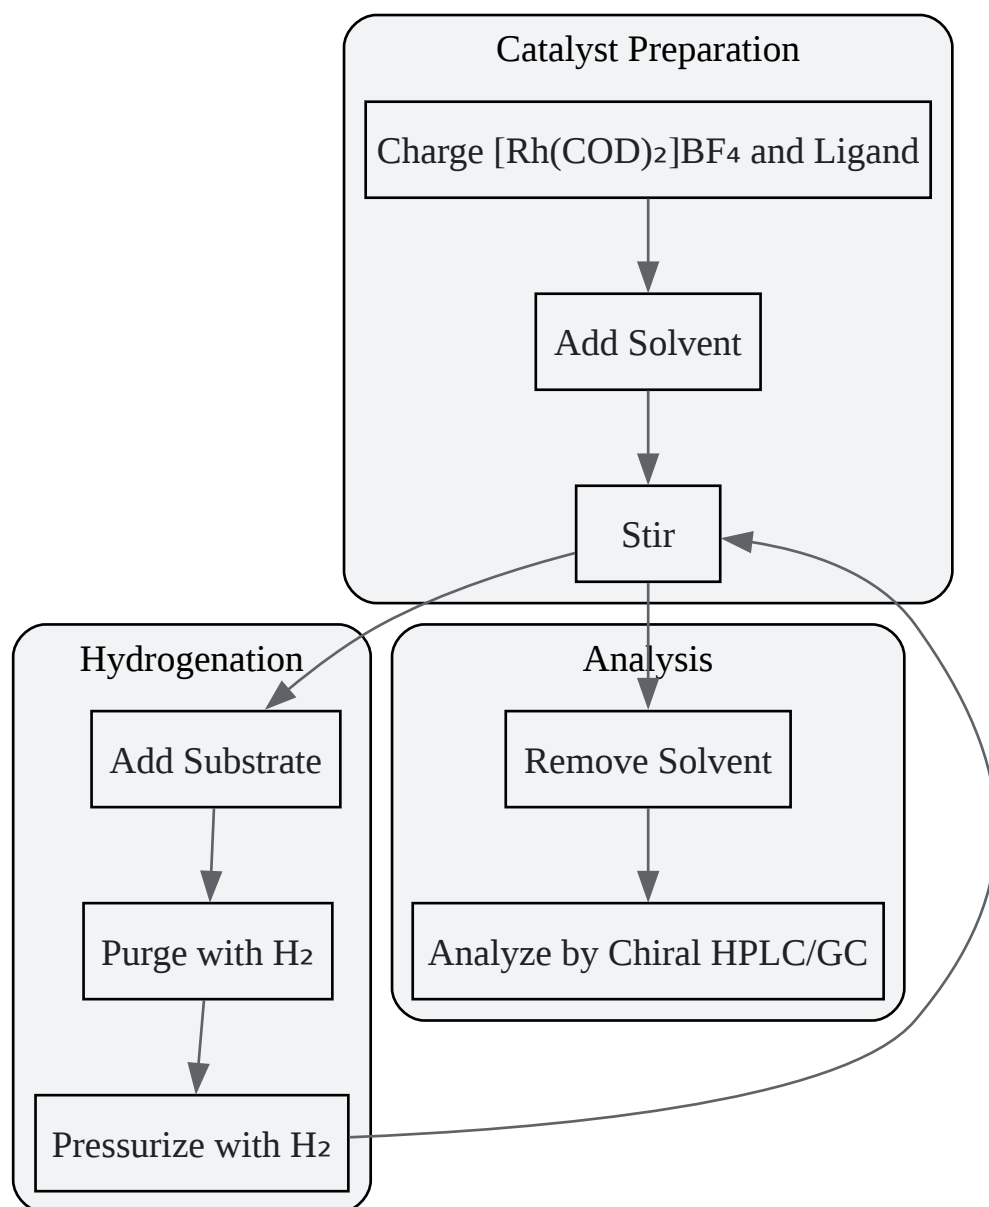 Catalyst Preparation
Charge [Rh(COD)₂]BF₄ and Ligand
Add Solvent
Stir
Hydrogenation
Add Substrate
Purge with H₂
Pressurize with H₂
Analysis
Remove Solvent
Analyze by Chiral HPLC/GC